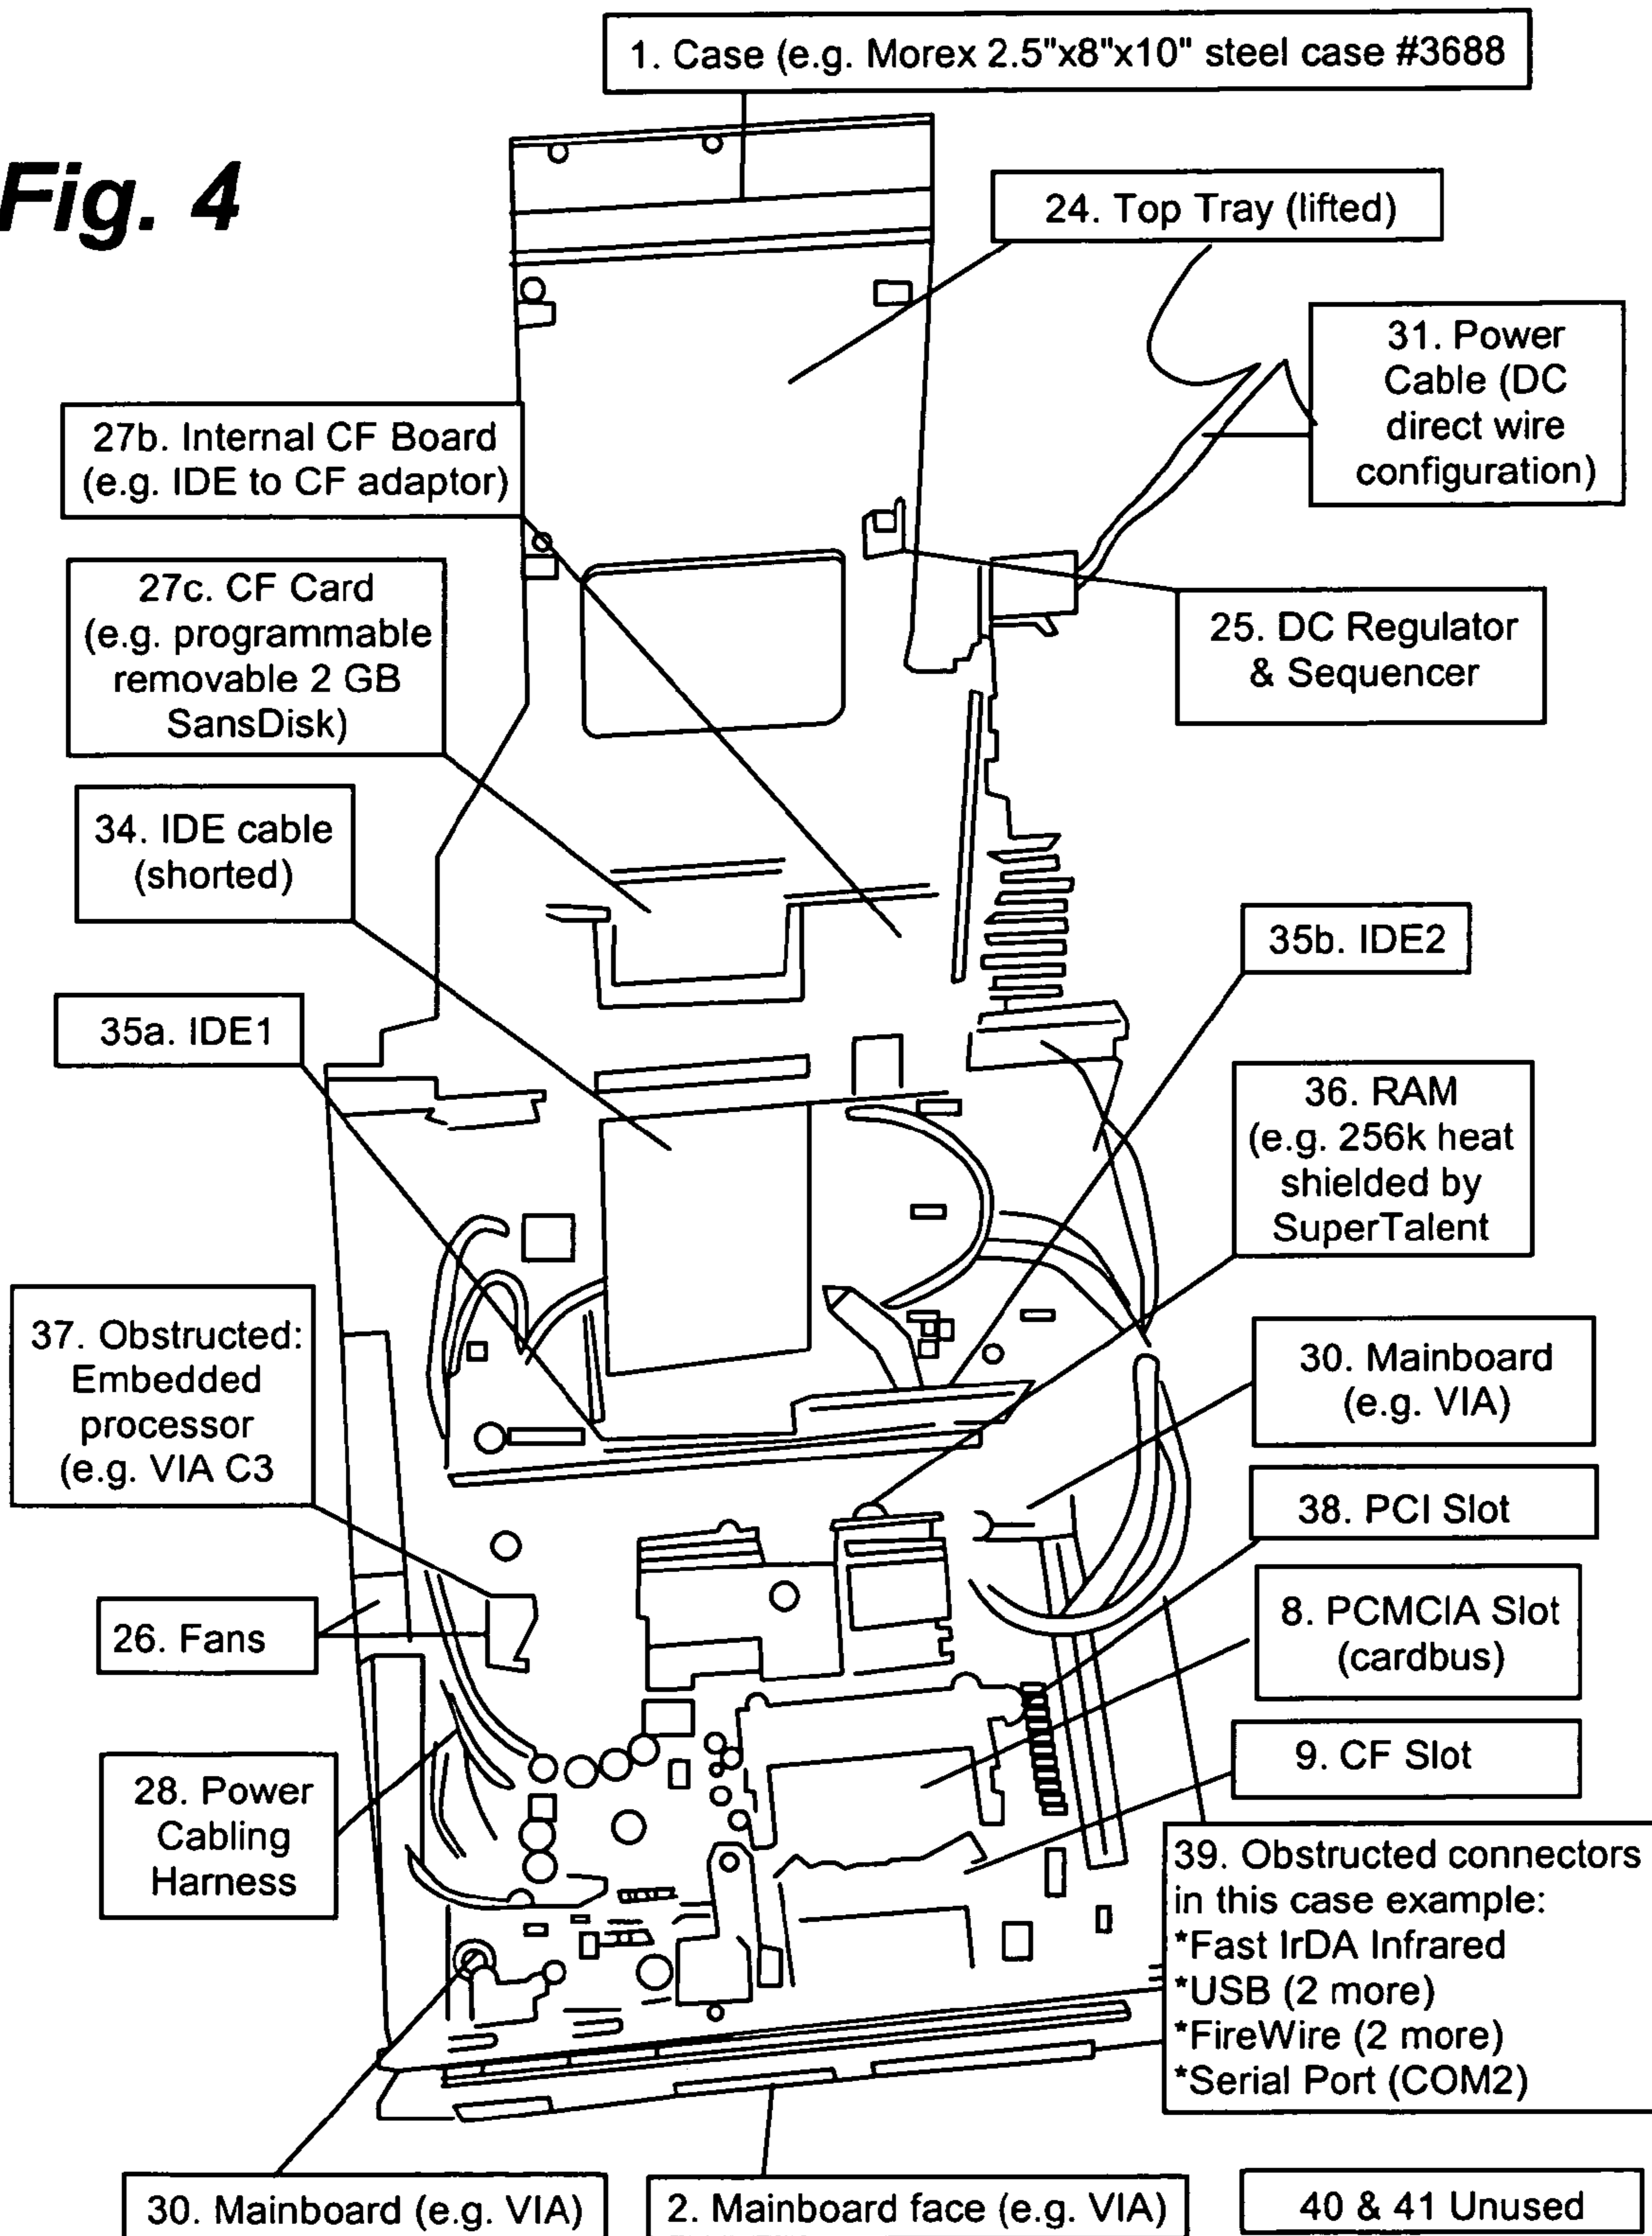 1. Case (e.g. Morex 2.5"x8"x10" steel case #3688
Fig. 4
24. Top Tray (lifted)
31. Power
Cable (DC
direct wire
configuration)
27b. Internal CF Board
(e.g. IDE to CF adaptor)
27c. CF Card
(e.g. programmable
removable 2 GB
SansDisk)
25. DC Regulator
& Sequencer
34. IDE cable
(shorted)
35b. IDE2
35a. IDE1
36. RAM
(e.g. 256k heat
shielded by
SuperTalent
37. Obstructed:
Embedded
processor
(e.g. VIA C3
30. Mainboard
(e.g. VIA)
38. PCI Slot
26. Fans
8. PCMCIA Slot
(cardbus)
9. CF Slot
28. Power
Cabling
Harness
39. Obstructed connectors
in this case example:
*Fast IrDA Infrared
*USB (2 more)
*FireWire (2 more)
*Serial Port (COM2)
30. Mainboard (e.g. VIA)
2. Mainboard face (e.g. VIA)
40 & 41 Unused